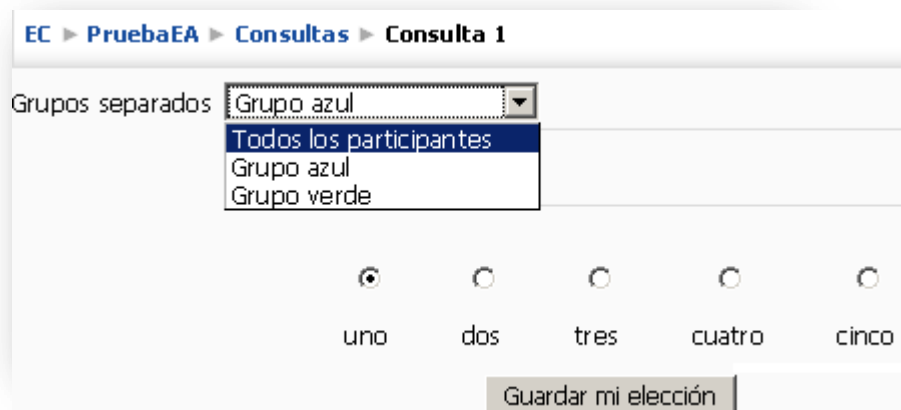 EC ▶ PruebaEA ▶ Consultas ▶ Consulta 1
Grupos separados Grupo azul
Todos los participantes
Grupo azul
Grupo verde
uno dos tres cuatro cinco
Guardar mi elección